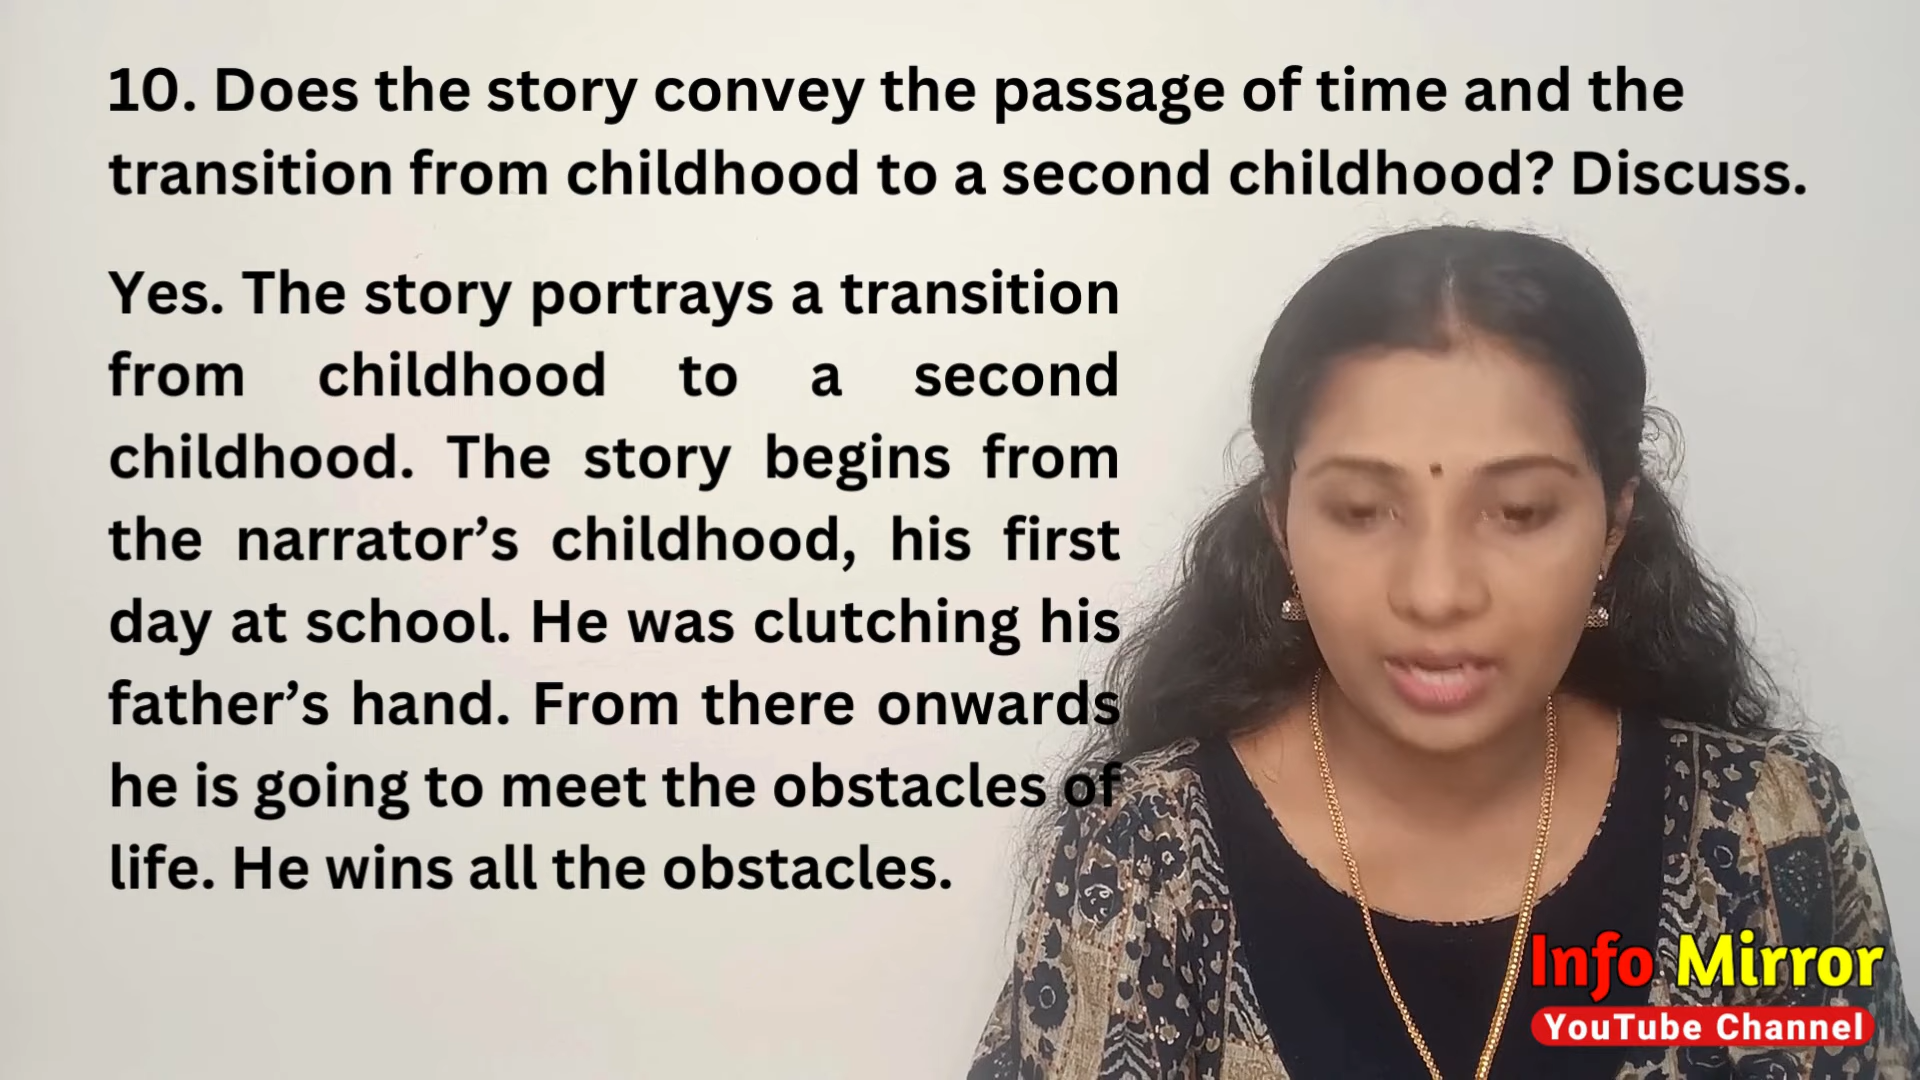 10. Does the story convey the passage of time and the
transition from childhood to a second childhood? Discuss.
Yes. The story portrays a transition
from childhood to a second
childhood. The story begins from
the narrator’s childhood, his first
day at school. He was clutching his
father’s hand. From there onwards
he is going to meet the obstacles of
life. He wins all the obstacles.
Info Mirror
YouTube Channel